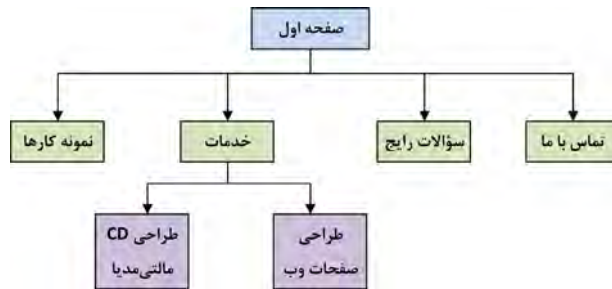 صفحه اول
تماس با ما
سؤالات رایج
خدمات
نمونه کارها
طراحی
صفحات وب
طراحی CD
مالتی‌مدیا